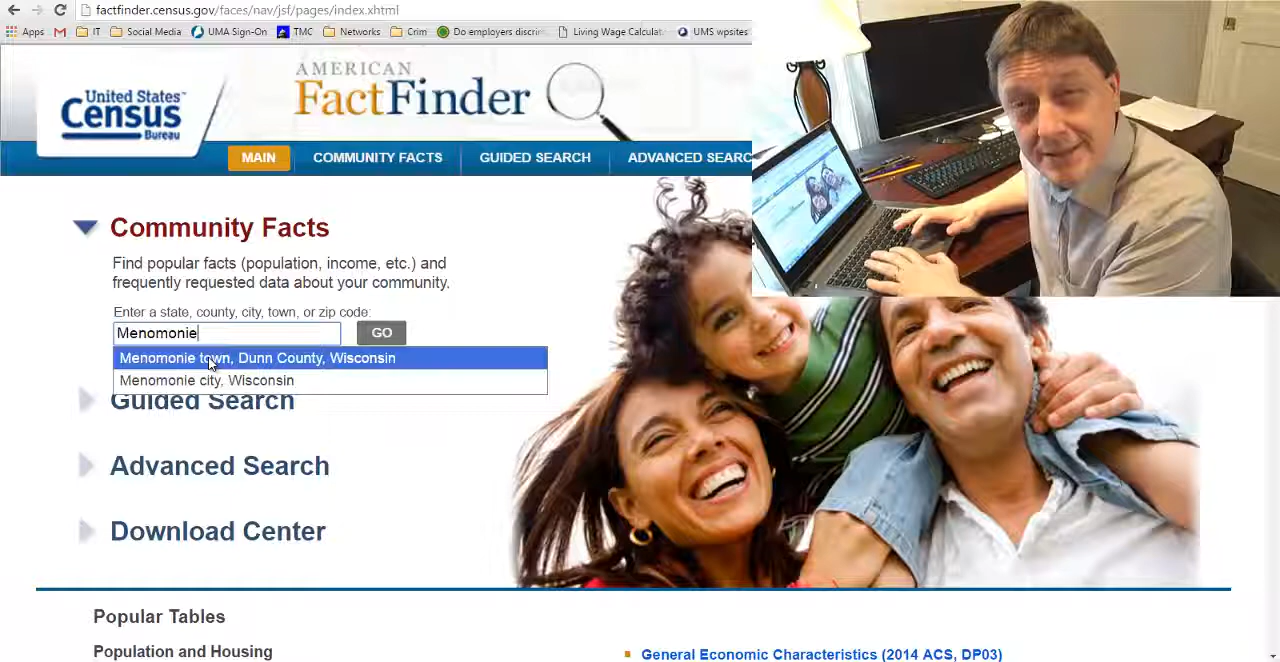 factfinder.census.gov/faces/nav/jsf/pages/index.xhtml
Apps IT Social Media UMA Sign-On TMC Networks Crim Do employers discrim Living Wage Calculat UMS wpsites
United States™
Census
Bureau
AMERICAN
FactFinder
MAIN COMMUNITY FACTS GUIDED SEARCH ADVANCED SEARC
Community Facts
Find popular facts (population, income, etc.) and
frequently requested data about your community.
Enter a state, county, city, town, or zip code:
Menomonie GO
Menomonie town, Dunn County, Wisconsin
Menomonie city, Wisconsin
Guided Search
Advanced Search
Download Center
Popular Tables
Population and Housing
General Economic Characteristics (2014 ACS, DP03)